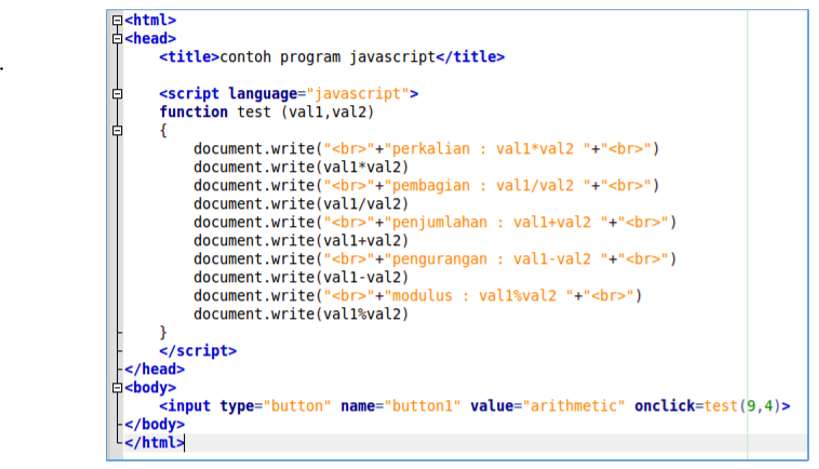 <html>
<head>
<title>contoh program javascript</title>
.
<script language="javascript">
function test (val1,val2)
{
document.write("<br>"+"perkalian : val1*val2 "+"<br>")
document.write(val1*val2)
document.write("<br>"+"pembagian : val1/val2 "+"<br>")
document.write(val1/val2)
document.write("<br>"+"penjumlahan : val1+val2 "+"<br>")
document.write(val1+val2)
document.write("<br>"+"pengurangan : val1-val2 "+"<br>")
document.write(val1-val2)
document.write("<br>"+"modulus : val1%val2 "+"<br>")
document.write(val1%val2)
}
</script>
</head>
<body>
<input type="button" name="button1" value="arithmetic" onclick=test(9,4)>
</body>
</html>